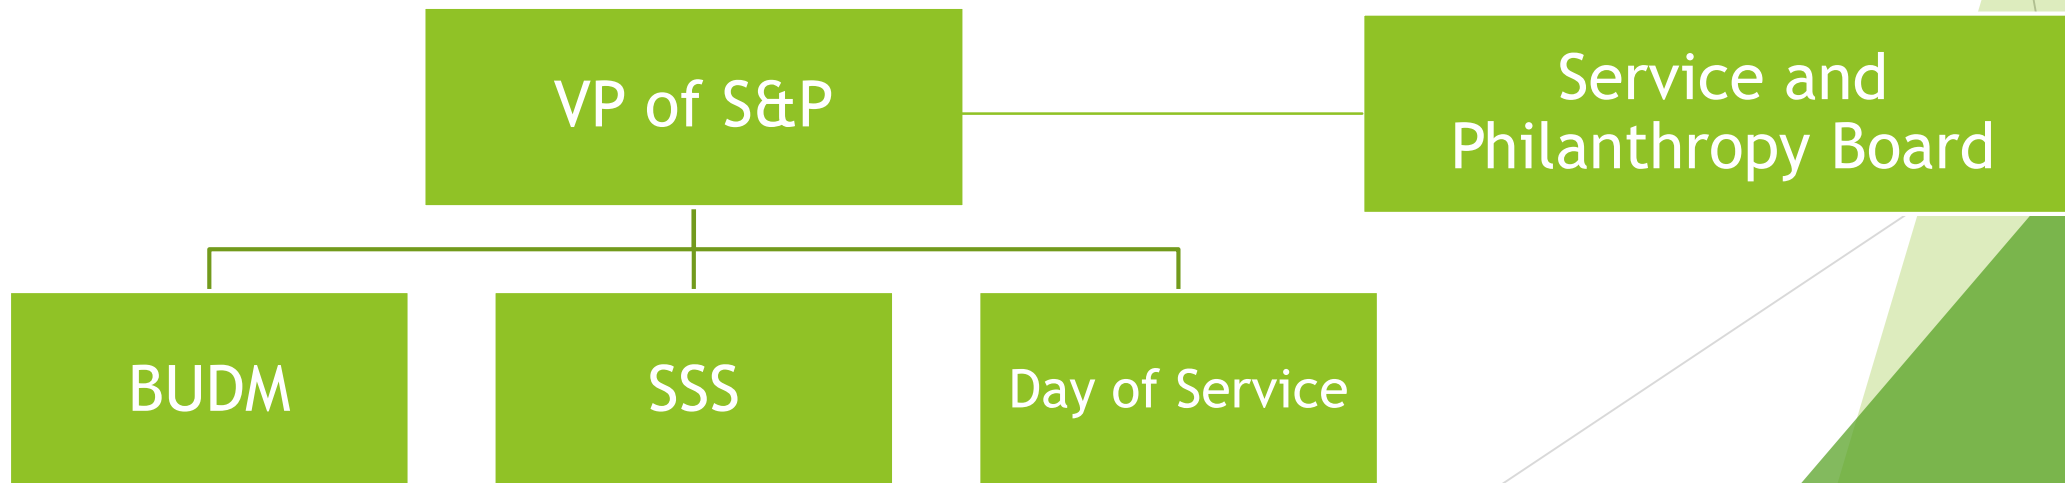 VP of S&P
Service and
Philanthropy Board
BUDM
SSS
Day of Service